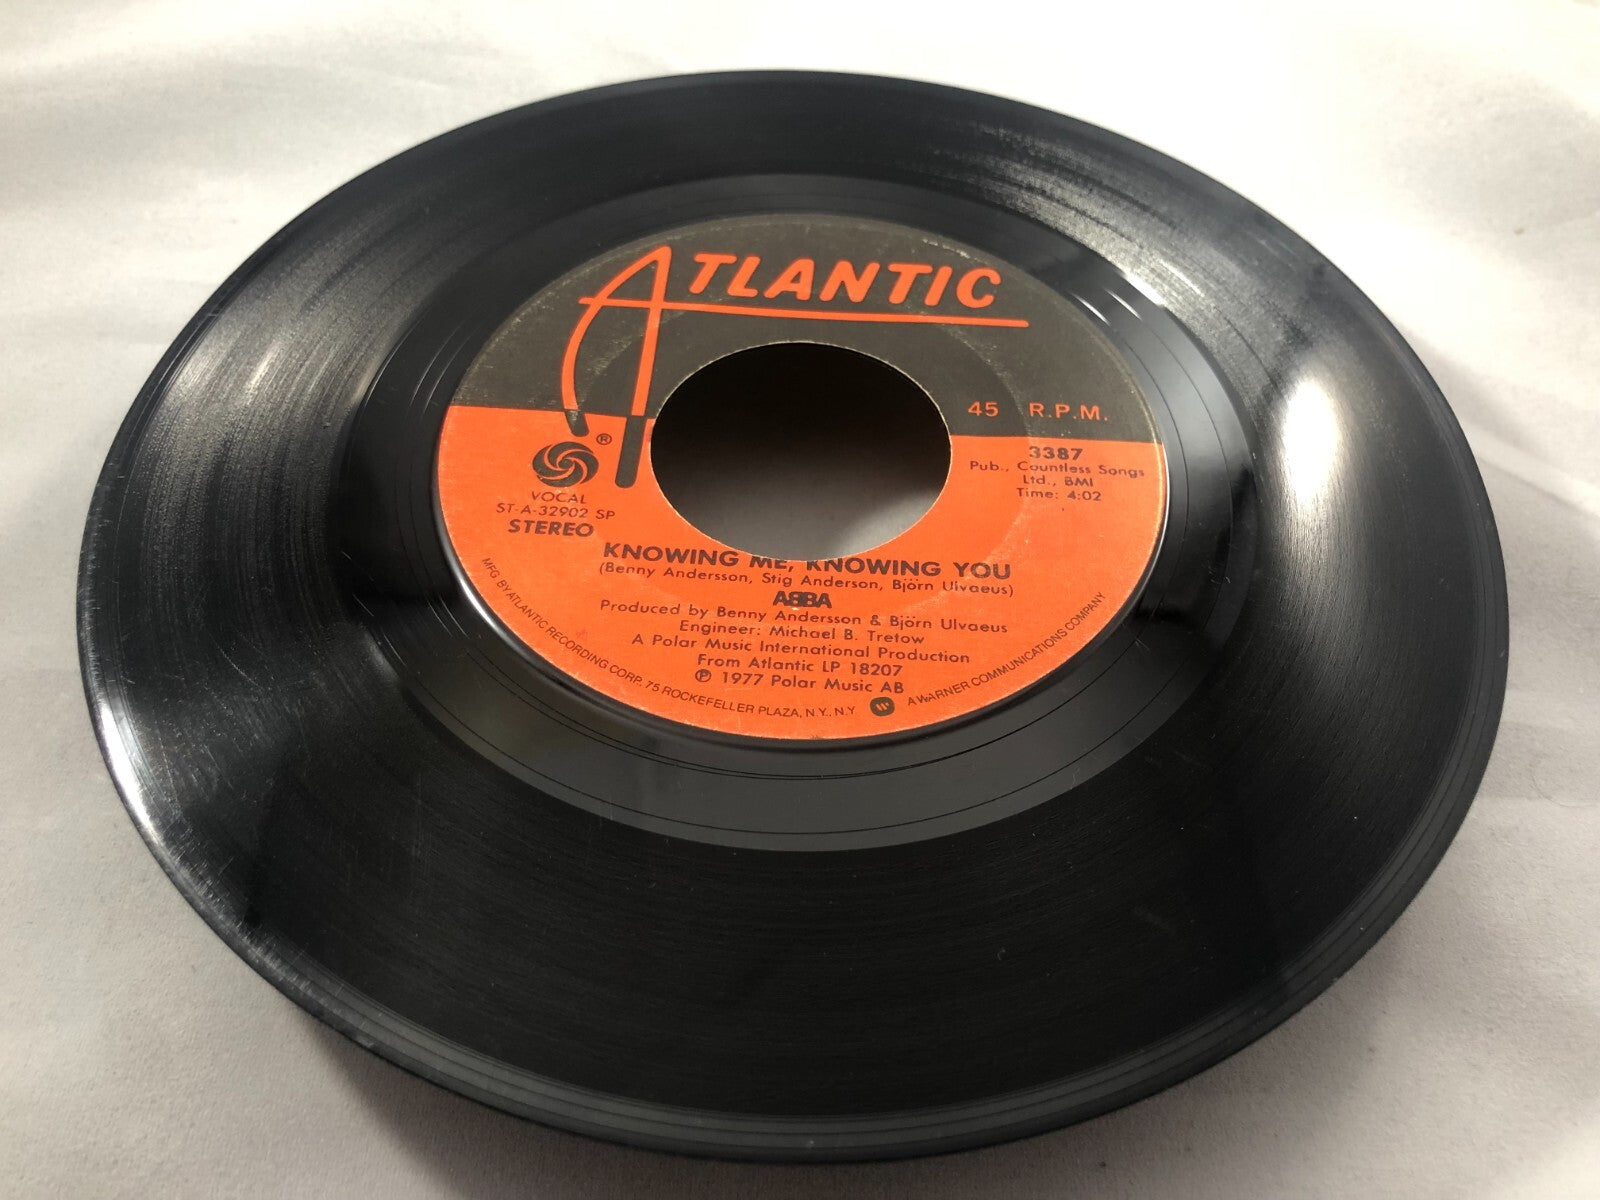 ATLANTIC
45 R.P.M.
3387
Pub., Countless Songs
Ltd., BMI
Time: 4:02
®
VOCAL
ST-A-32902 SP
STEREO
KNOWING ME, KNOWING YOU
(Benny Andersson, Stig Anderson, Björn Ulvaeus)
ABBA
Produced by Benny Andersson & Björn Ulvaeus
Engineer: Michael B. Tretow
A Polar Music International Production
From Atlantic LP 18207
℗ 1977 Polar Music AB
MFG BY ATLANTIC RECORDING CORP., 75 ROCKEFELLER PLAZA, N.Y., N.Y. W A WARNER COMMUNICATIONS COMPANY